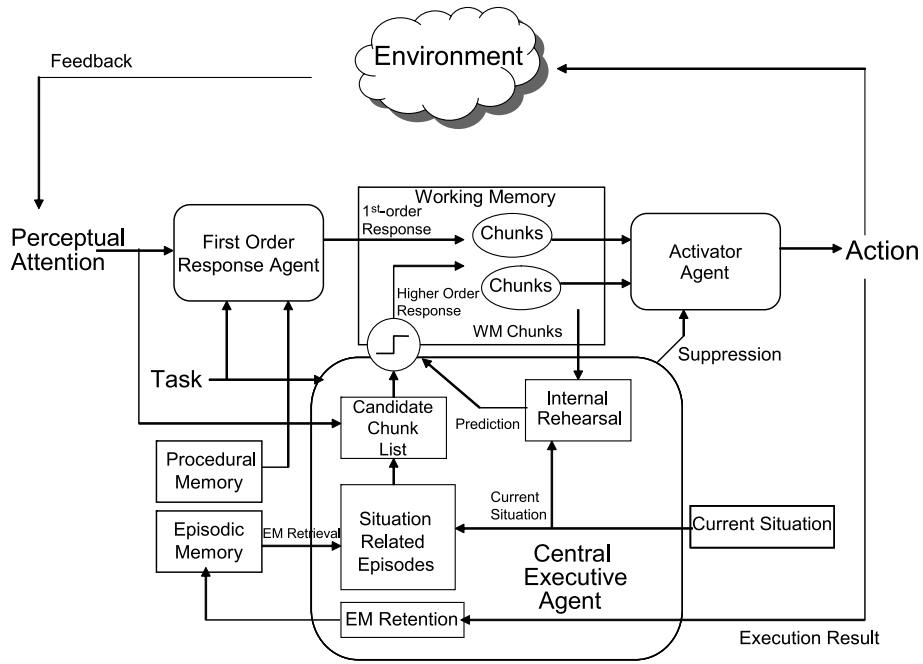 Environment
Feedback
Working Memory
1st-order
Response
Chunks
Perceptual
Attention
First Order
Response Agent
Activator
Agent
Action
Chunks
Higher Order
Response
WM Chunks
Suppression
Task
Internal
Rehearsal
Prediction
Candidate
Chunk
List
Procedural
Memory
Current
Situation
Current Situation
Episodic
Memory
EM Retrieval
Situation
Related
Episodes
Central
Executive
Agent
EM Retention
Execution Result